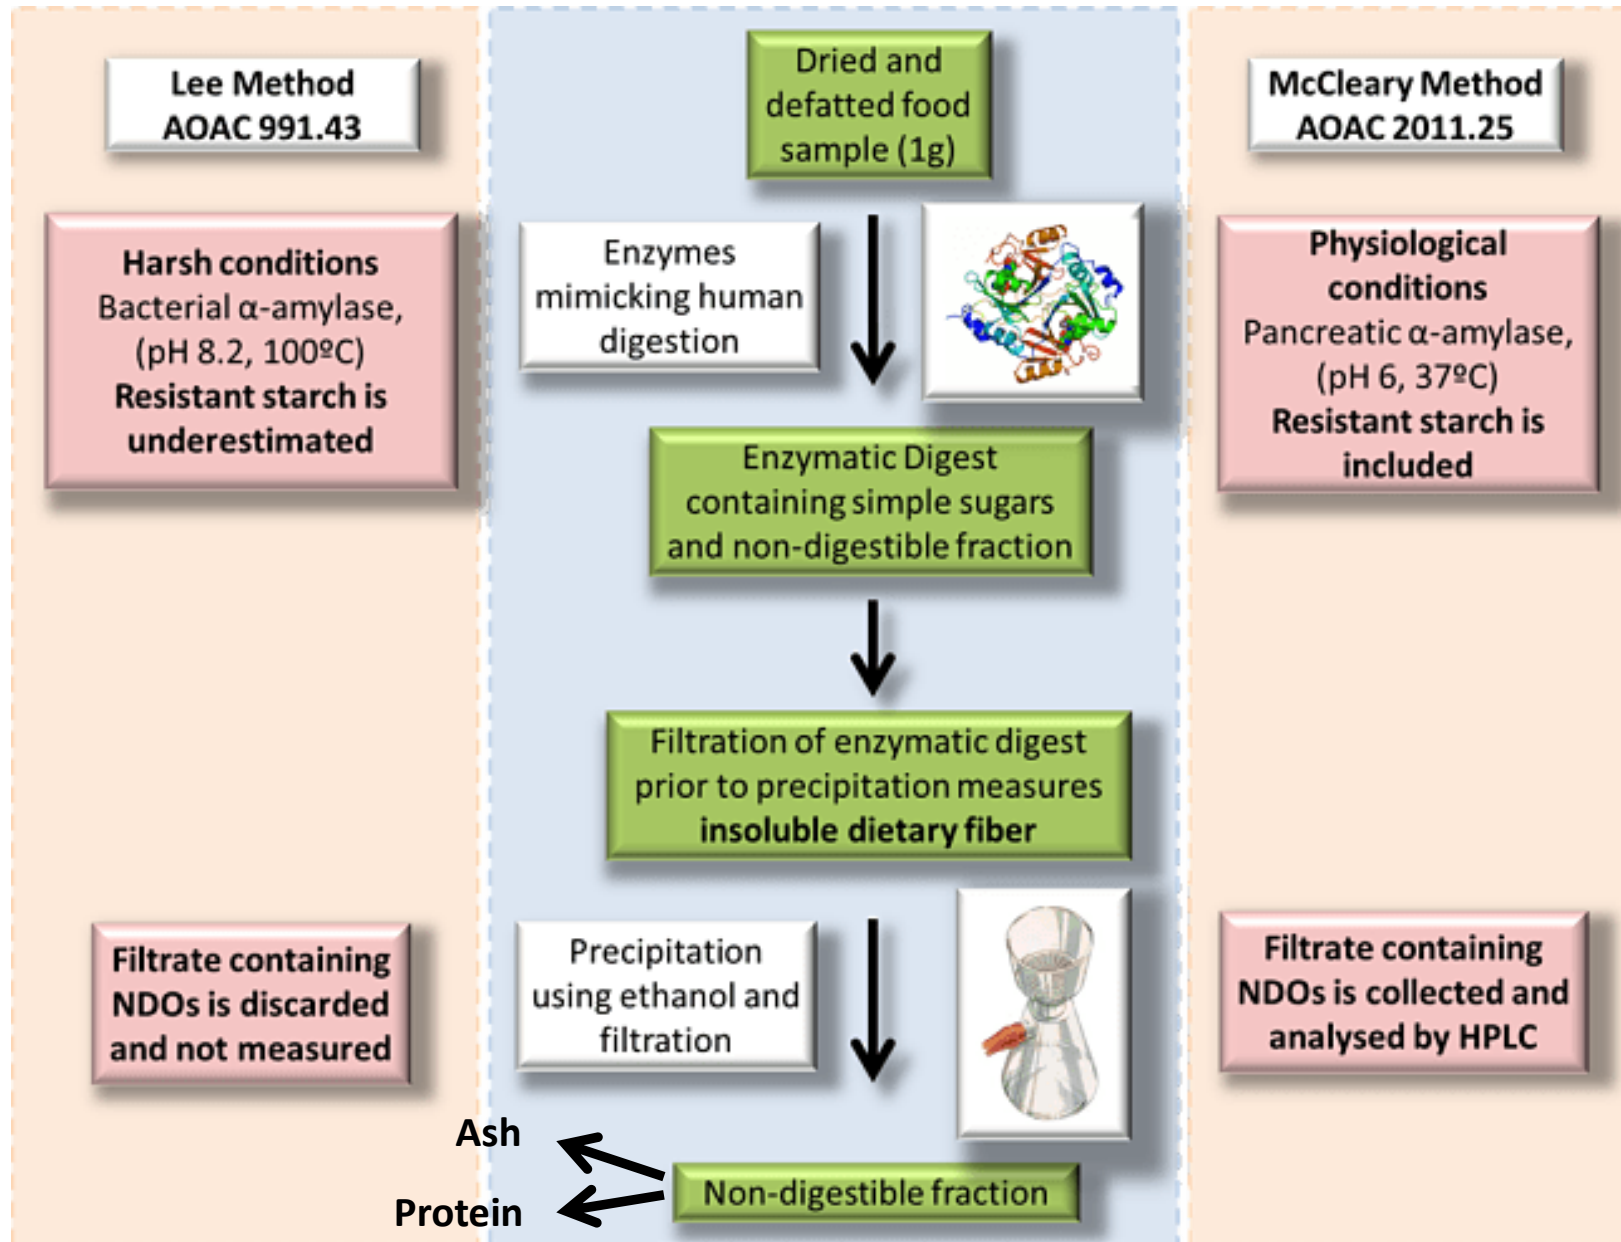 Lee Method
AOAC 991.43
Harsh conditions
Bacterial α-amylase,
(pH 8.2, 100ºC)
Resistant starch is
underestimated
Filtrate containing
NDOs is discarded
and not measured
Dried and
defatted food
sample (1g)
Enzymes
mimicking human
digestion
Enzymatic Digest
containing simple sugars
and non-digestible fraction
Filtration of enzymatic digest
prior to precipitation measures
insoluble dietary fiber
Precipitation
using ethanol and
filtration
Ash
Protein
Non-digestible fraction
McCleary Method
AOAC 2011.25
Physiological
conditions
Pancreatic α-amylase,
(pH 6, 37ºC)
Resistant starch is
included
Filtrate containing
NDOs is collected and
analysed by HPLC